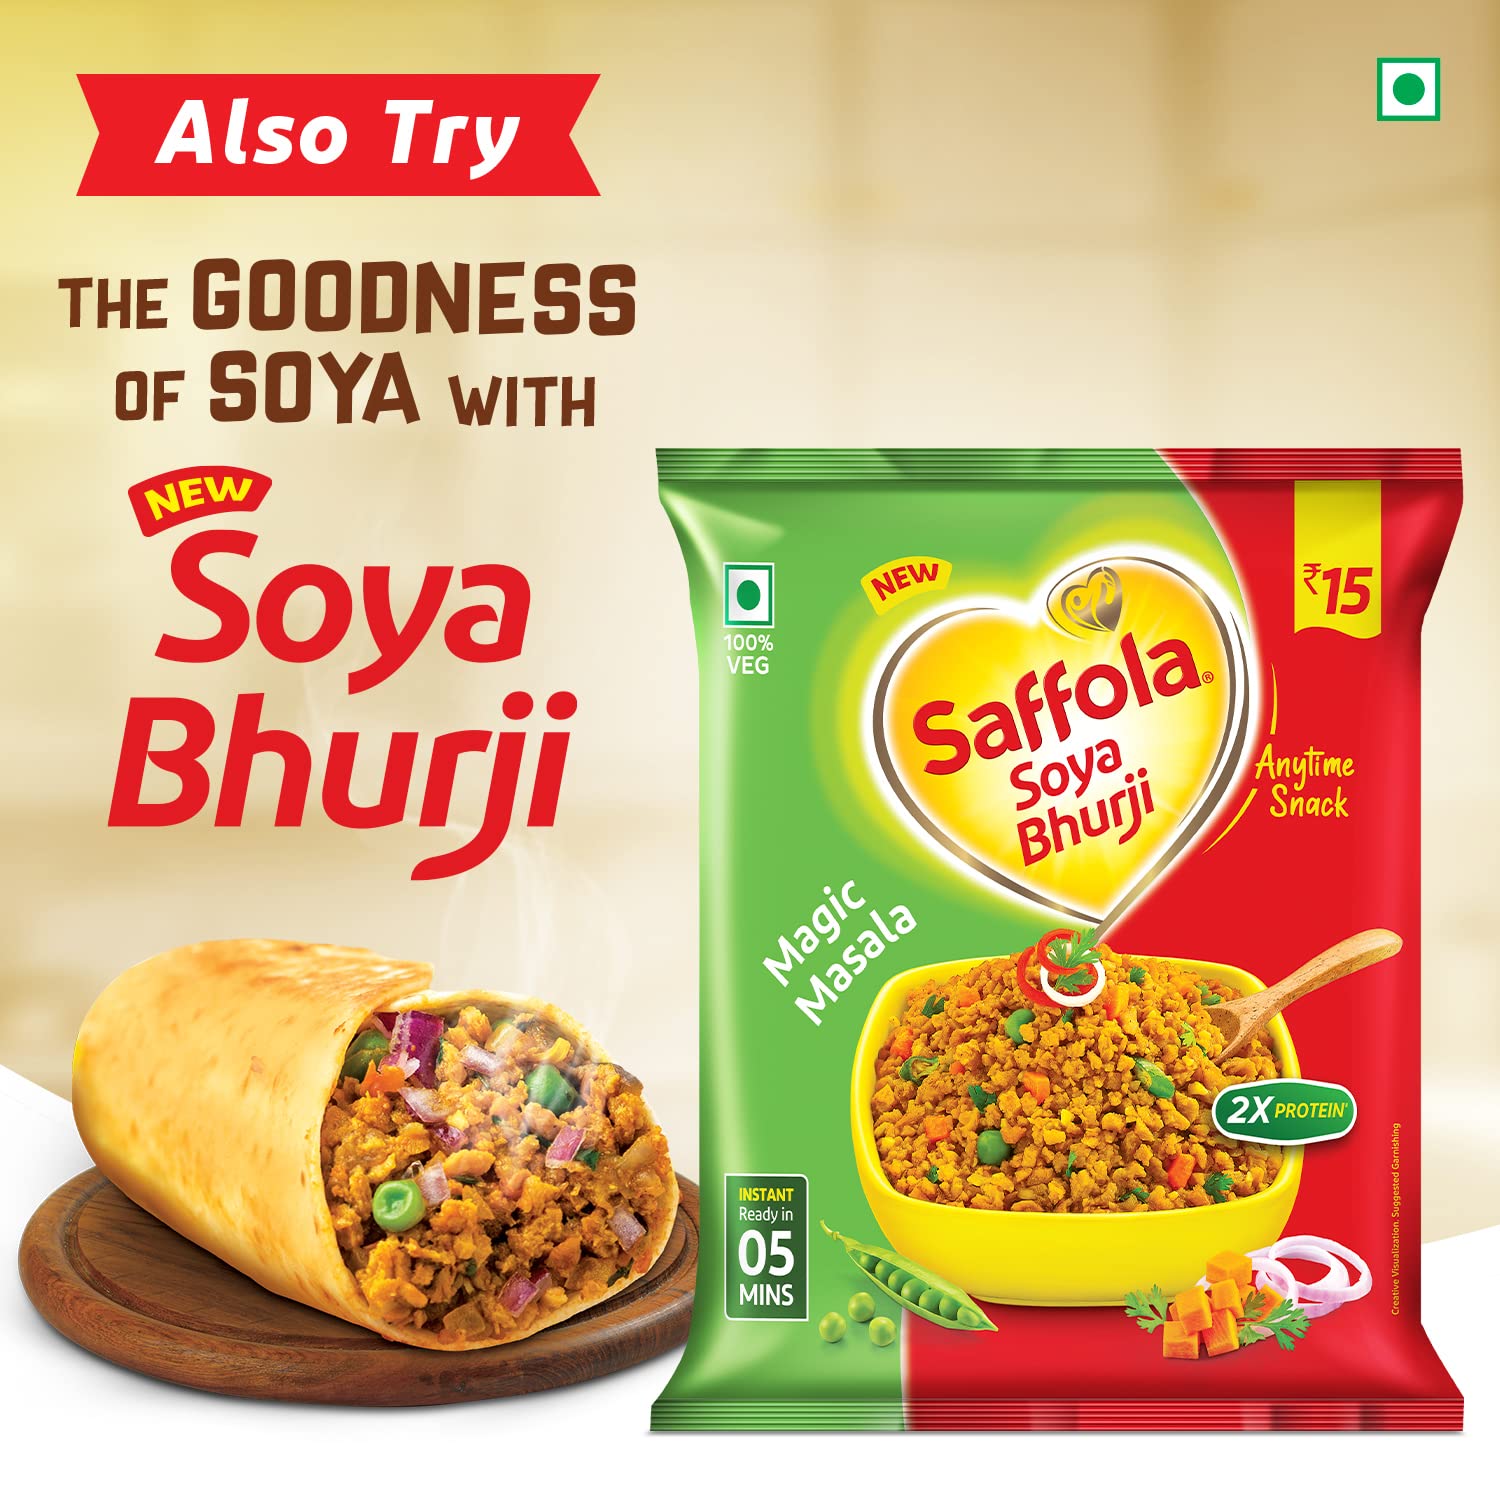 Also Try
THE GOODNESS
OF SOYA WITH
NEW
Soya
Bhurji
100%
VEG
NEW
₹15
Saffola®
Soya
Bhurji
Anytime
Snack
Magic
Masala
2X PROTEIN*
INSTANT
Ready in
05
MINS
Creative Visualization. Suggested Garnishing